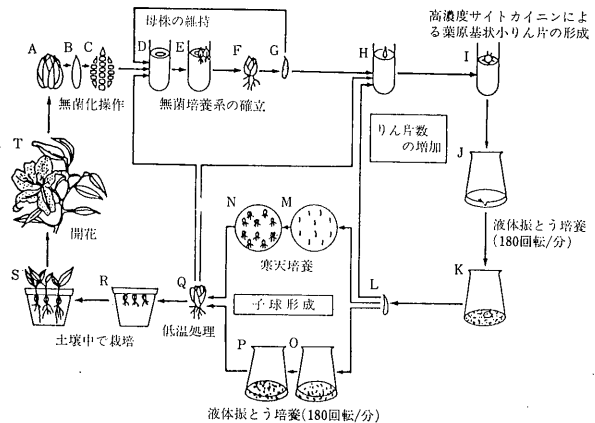 母株の維持
高濃度サイトカイニンによ
る葉原基状小りん片の形成
A
B
C
D
E
F
G
H
I
無菌化操作
無菌培養系の確立
りん片数
の増加
J
T
開花
N
M
寒天培養
液体振とう培養
(180回転/分)
K
S
R
Q
L
子球形成
土壌中で栽培
低温処理
P
O
液体振とう培養(180回転/分)